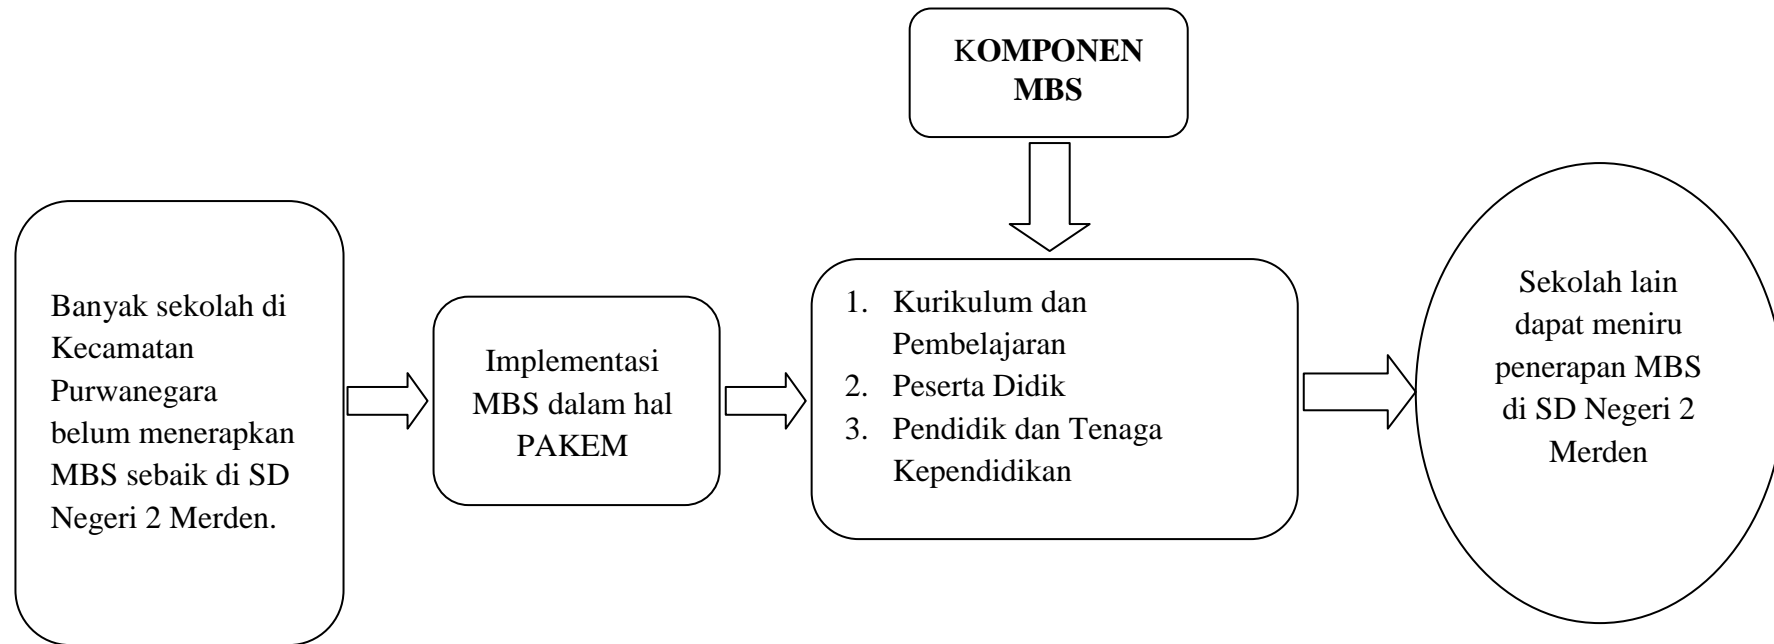 KOMPONEN
MBS
Banyak sekolah di
Kecamatan
Purwanegara
belum menerapkan
MBS sebaik di SD
Negeri 2 Merden.
Implementasi
MBS dalam hal
PAKEM
1. Kurikulum dan
Pembelajaran
2. Peserta Didik
3. Pendidik dan Tenaga
Kependidikan
Sekolah lain
dapat meniru
penerapan MBS
di SD Negeri 2
Merden